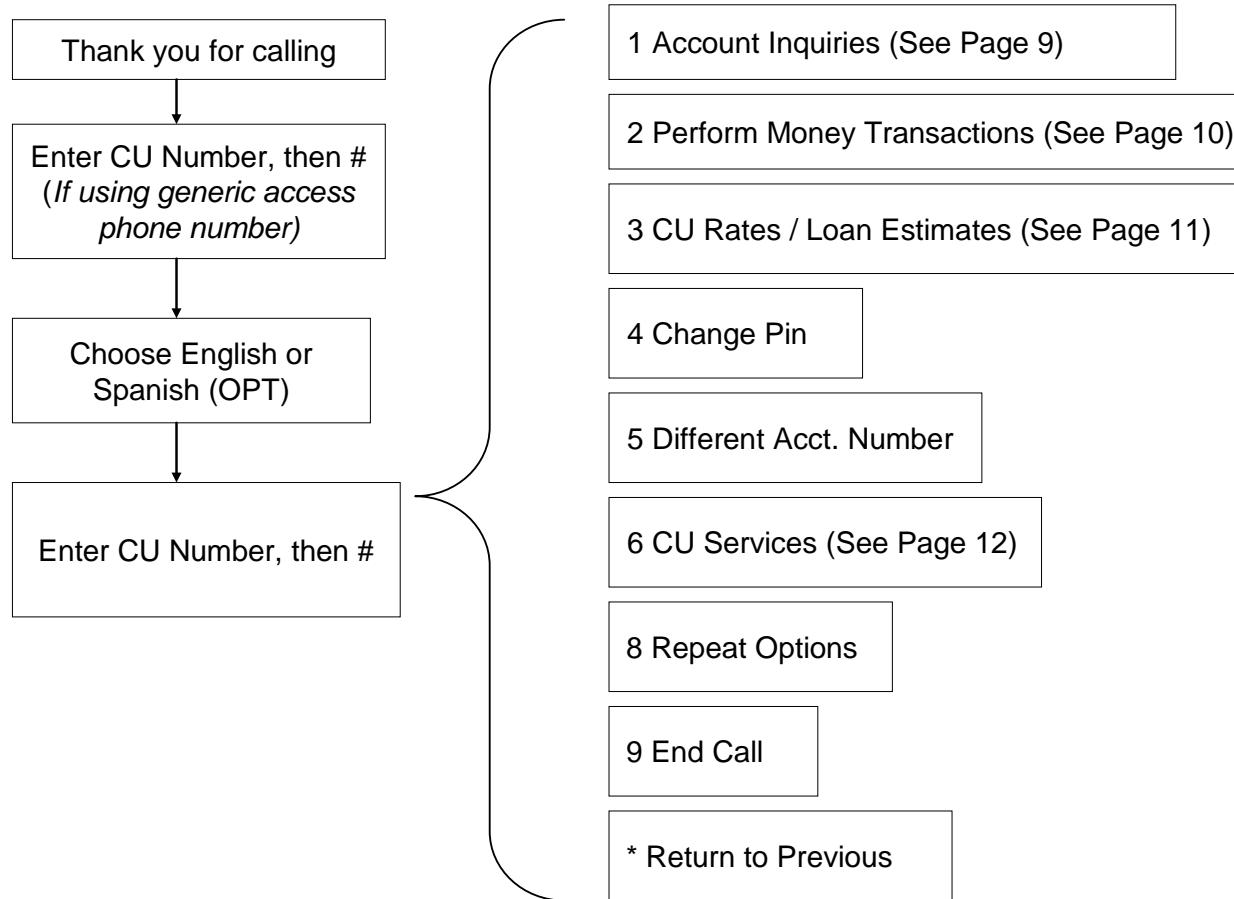 Thank you for calling
Enter CU Number, then #
(If using generic access
phone number)
Choose English or
Spanish (OPT)
Enter CU Number, then #
1 Account Inquiries (See Page 9)
2 Perform Money Transactions (See Page 10)
3 CU Rates / Loan Estimates (See Page 11)
4 Change Pin
5 Different Acct. Number
6 CU Services (See Page 12)
8 Repeat Options
9 End Call
* Return to Previous